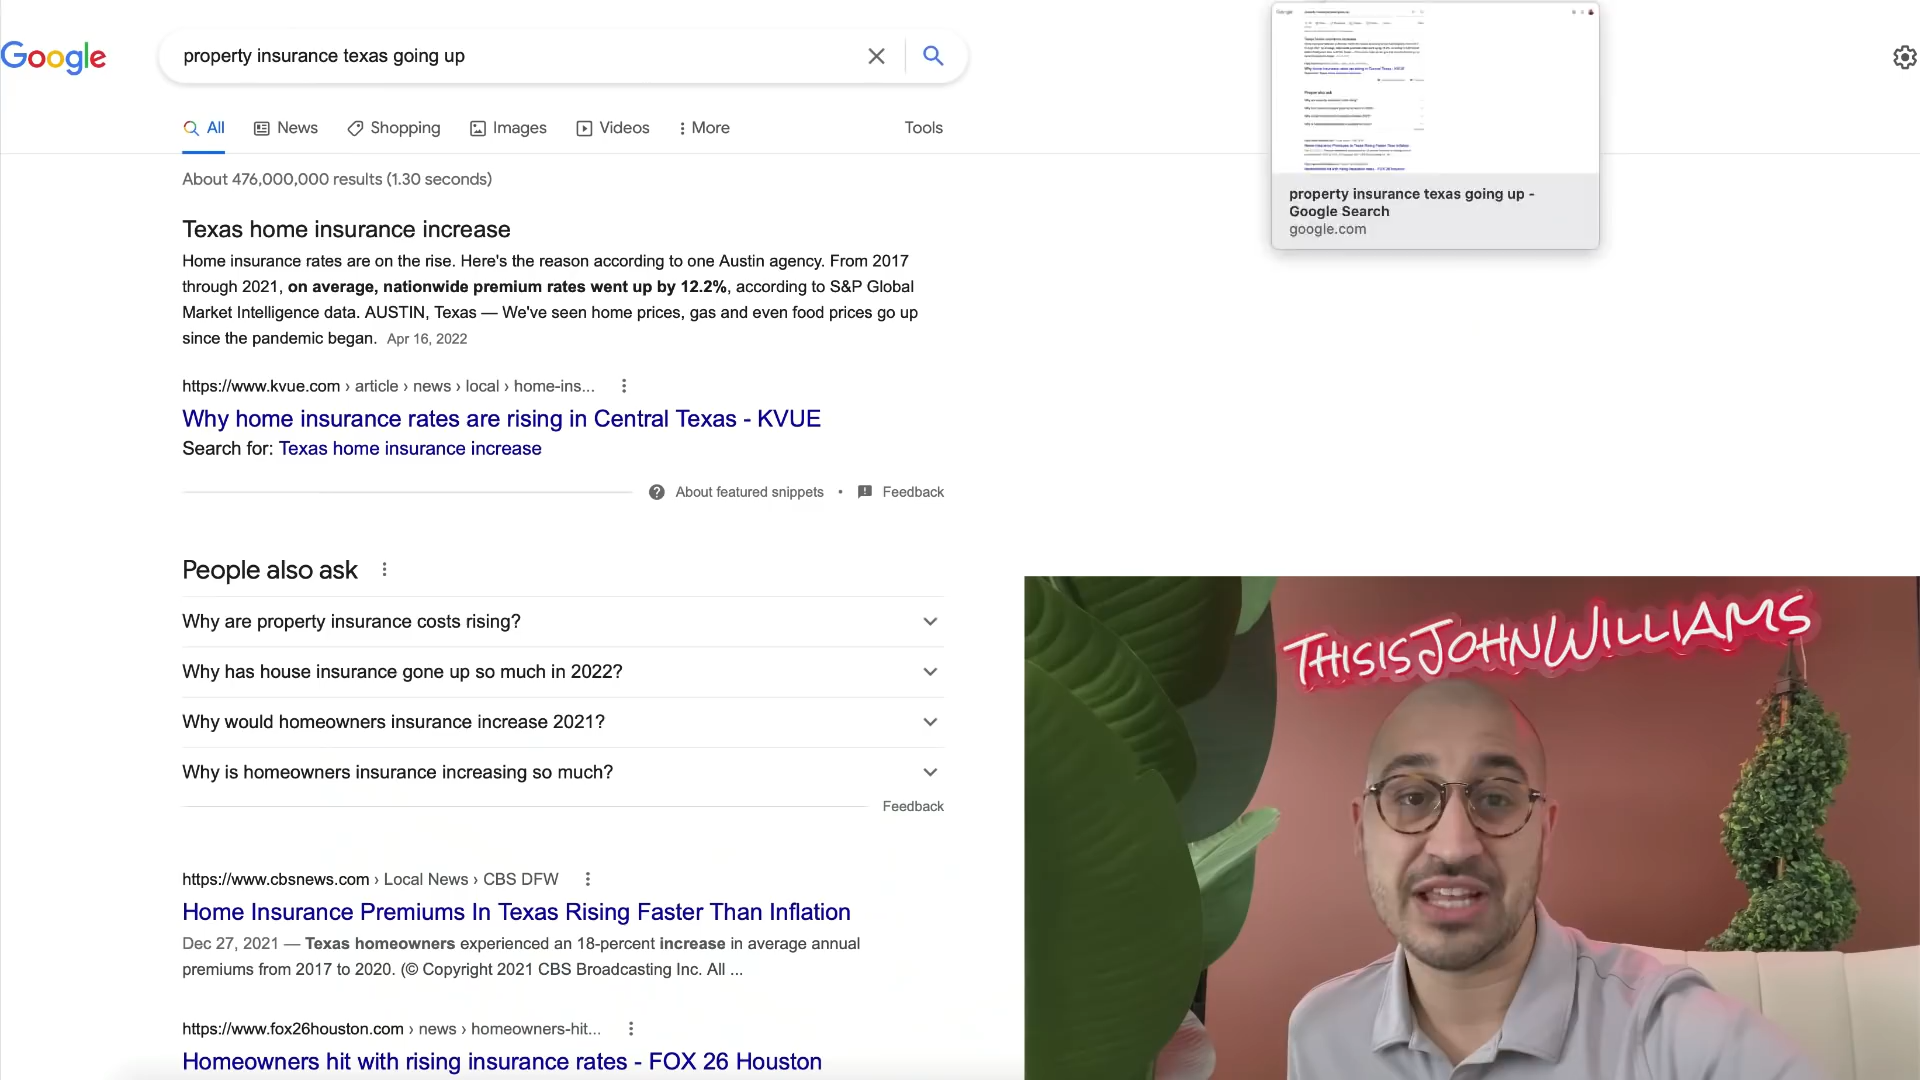 Google
property insurance texas going up
All
News
Shopping
Images
Videos
More
Tools
About 476,000,000 results (1.30 seconds)
Texas home insurance increase
Home insurance rates are on the rise. Here's the reason according to one Austin agency. From 2017
through 2021, on average, nationwide premium rates went up by 12.2%, according to S&P Global
Market Intelligence data. AUSTIN, Texas — We've seen home prices, gas and even food prices go up
since the pandemic began. Apr 16, 2022
https://www.kvue.com › article › news › local › home-ins...
Why home insurance rates are rising in Central Texas - KVUE
Search for: Texas home insurance increase
About featured snippets • Feedback
People also ask
Why are property insurance costs rising?
Why has house insurance gone up so much in 2022?
Why would homeowners insurance increase 2021?
Why is homeowners insurance increasing so much?
Feedback
https://www.cbsnews.com › Local News › CBS DFW
Home Insurance Premiums In Texas Rising Faster Than Inflation
Dec 27, 2021 — Texas homeowners experienced an 18-percent increase in average annual
premiums from 2017 to 2020. (© Copyright 2021 CBS Broadcasting Inc. All ...
https://www.fox26houston.com › news › homeowners-hit...
Homeowners hit with rising insurance rates - FOX 26 Houston
property insurance texas going up -
Google Search
google.com
THISISJOHNWILLIAMS